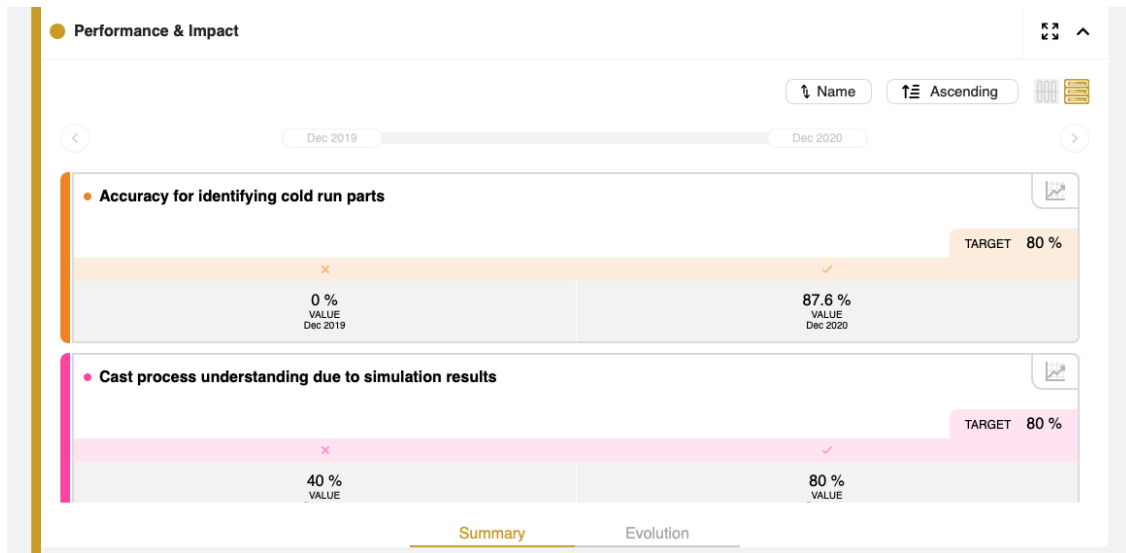 Performance & Impact
Name Ascending
Dec 2019 Dec 2020
Accuracy for identifying cold run parts
TARGET 80 %
0 % 87.6 %
VALUE VALUE
Dec 2019 Dec 2020
Cast process understanding due to simulation results
TARGET 80 %
40 % 80 %
VALUE VALUE
Summary Evolution